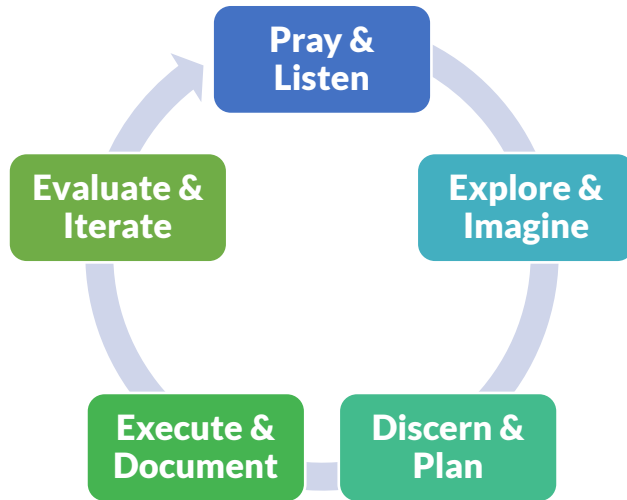 Pray &
Listen
Explore &
Imagine
Discern &
Plan
Execute &
Document
Evaluate &
Iterate